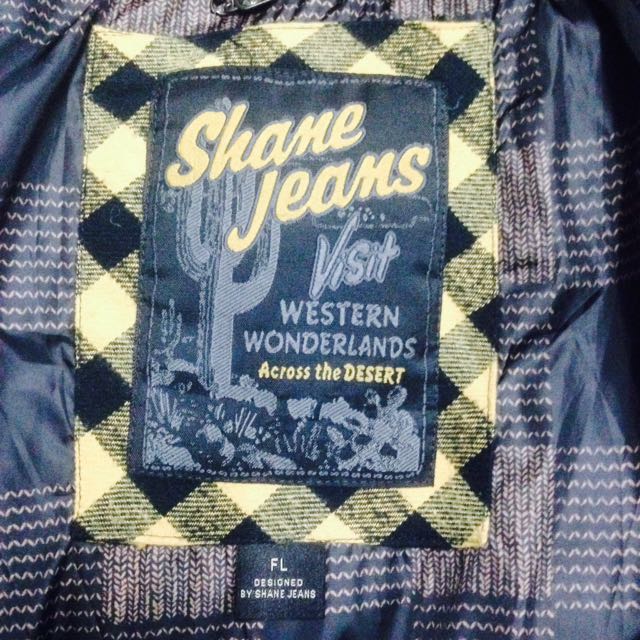 Shane
Jeans
Visit
WESTERN
WONDERLANDS
Across the DESERT
FL
DESIGNED
BY SHANE JEANS